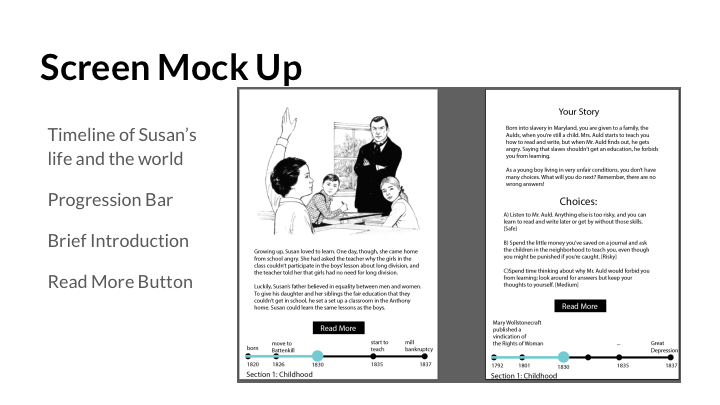 Screen Mock Up
Timeline of Susan's
life and the world
Progression Bar
Brief Introduction
Read More Button
Growing up, Susan loved to learn. One day, though, she came
home from school angry. She had asked the teacher why the girls in the
class couldn't participate in the boys' lesson about long division, and
the teacher told her that girls had no need for long division.
Luckily, Susan's father believed in equality between men and women.
To give his daughter and her siblings the fair education that they
couldn't get in school, he set a set up a classroom in the Anthony
home. Susan could learn the same lessons as the boys.
Read More
born
move to
Battenkill
start to
teach
mill
bankruptcy
1820
1826
1830
1835
1837
Section 1: Childhood
Your Story
Born into slavery in Maryland, you are given to a family, the
Aulds, when you're still a child. Mrs. Auld starts to teach you
how to read and write, but when Mr. Auld finds out, he gets
angry. Saying that slaves shouldn't get an education, he forbids
you from learning.
As a young boy living in very unfair conditions, you don't have
many choices. What will you do next? Remember, there are no
wrong answers!
Choices:
A) Listen to Mr. Auld. Anything else is too risky, and you can
learn to read and write later or get by without those skills.
[Safe]
B) Spend the little money you've saved on a journal and ask
the children in the neighborhood to teach you, even though
you might be punished if you're caught. [Risky]
C)Spend time thinking about why Mr. Auld would forbid you
from learning; look around for answers but keep your
thoughts to yourself. [Medium]
Read More
Mary Wollstonecraft
published a
vindication of
the Rights of Woman
...
Great
Depression
1792
1801
1830
1835
1837
Section 1: Childhood